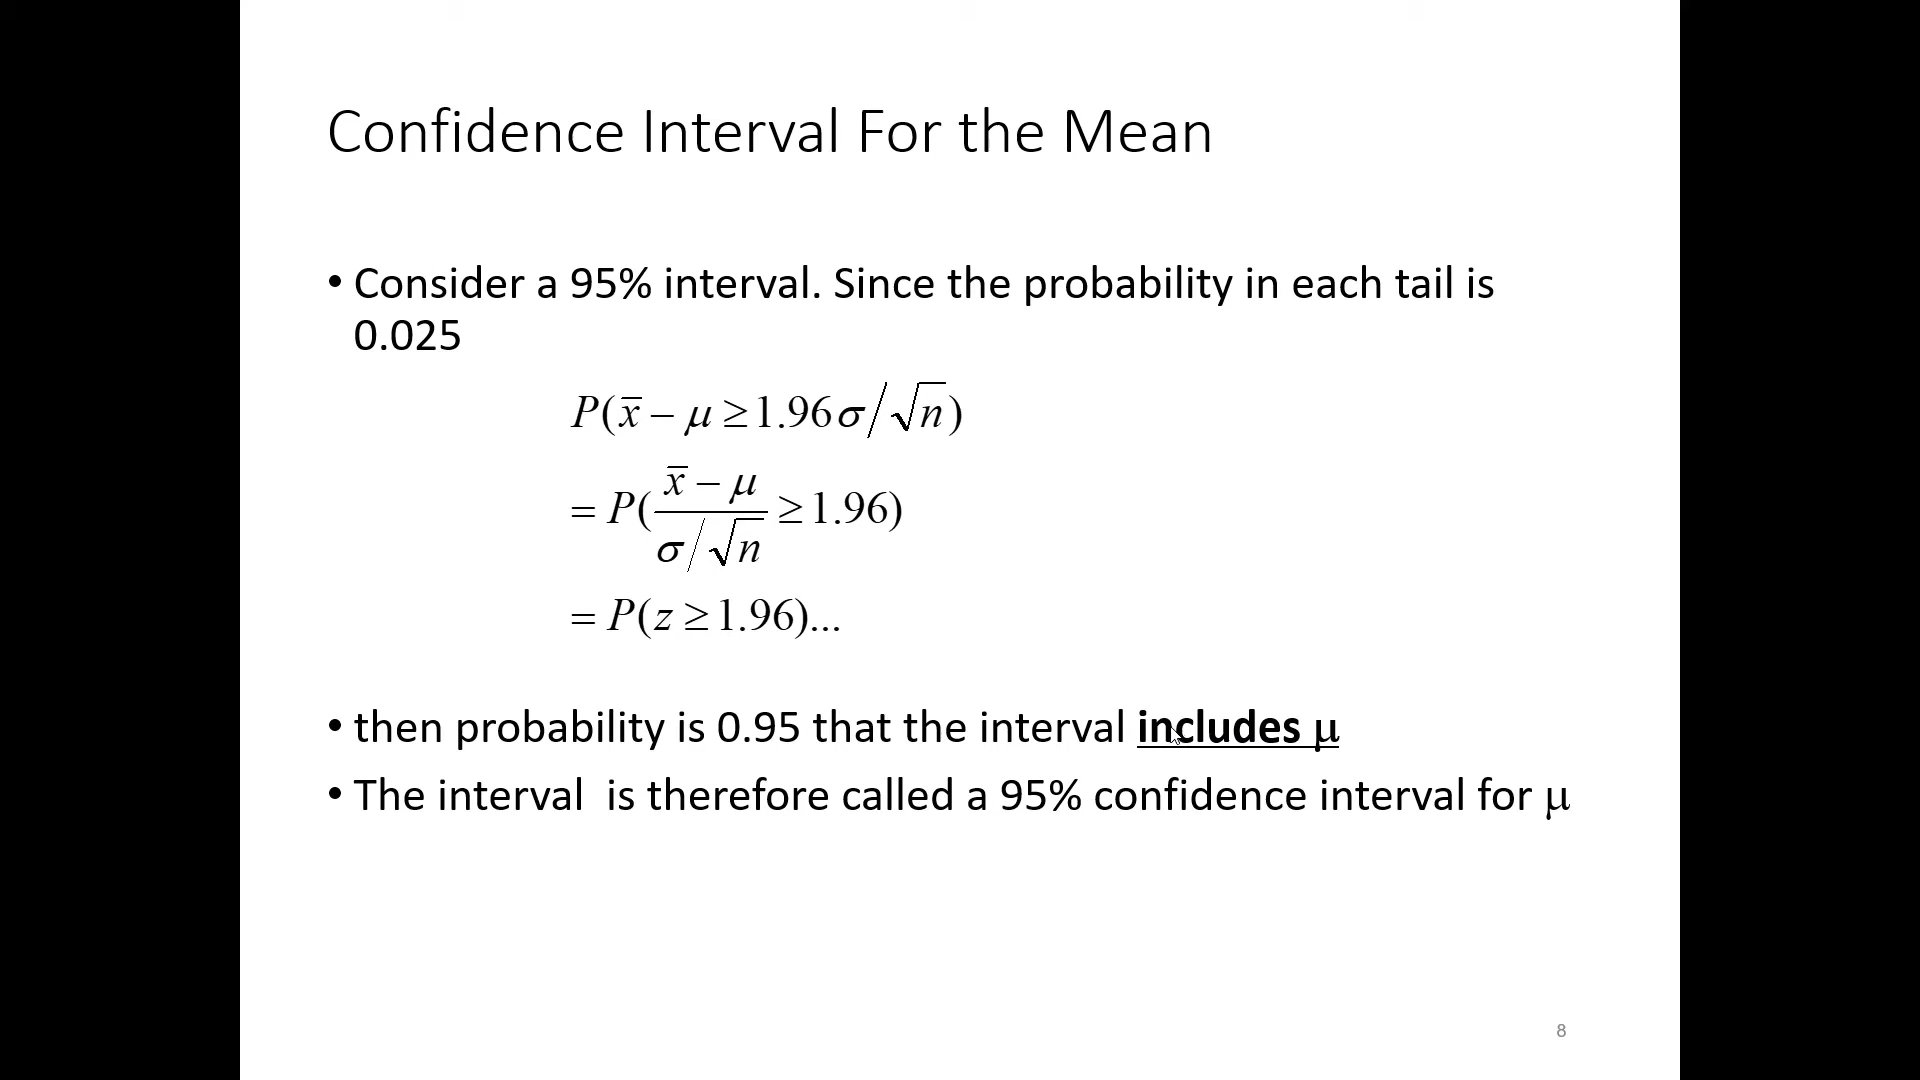 Confidence Interval For the Mean
• Consider a 95% interval. Since the probability in each tail is
0.025
P(x̅ − μ ≥ 1.96 σ/√n)
= P((x̅ − μ)/(σ/√n) ≥ 1.96)
= P(z ≥ 1.96)...
• then probability is 0.95 that the interval includes μ
• The interval  is therefore called a 95% confidence interval for μ
8